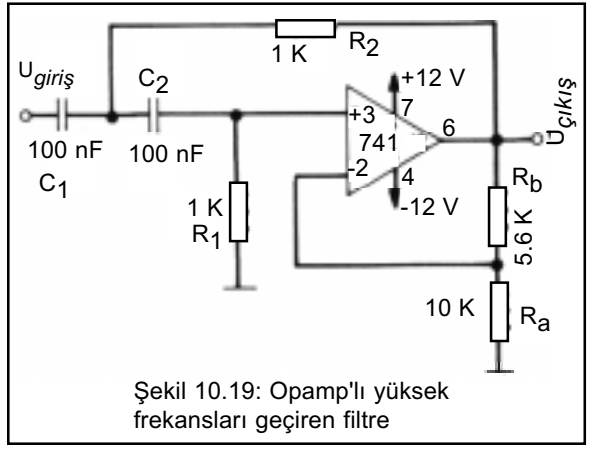 1 K
R2
Ugiriş
C2
100 nF
C1
100 nF
+12 V
+3
7
741
6
-2
4
-12 V
Uçıkış
1 K
R1
Rb
5.6 K
10 K
Ra
Şekil 10.19: Opamp'lı yüksek
frekansları geçiren filtre